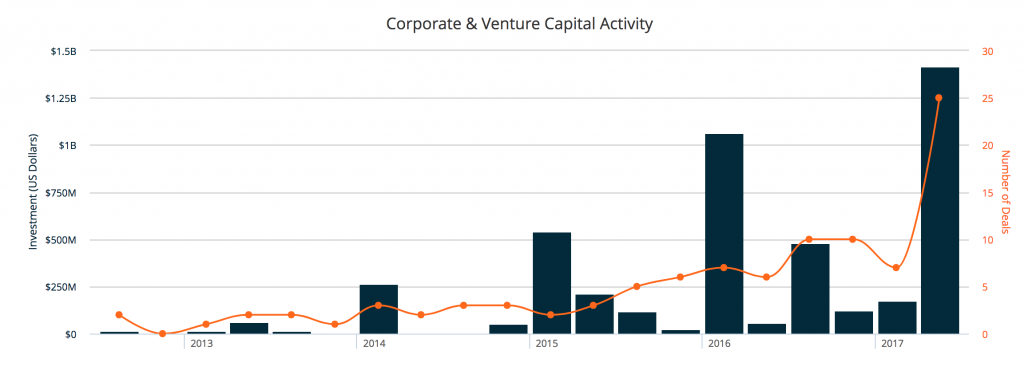 Corporate & Venture Capital Activity
$1.5B
$1.25B
$1B
$750M
$500M
$250M
$0
Investment (US Dollars)
30
25
20
15
10
5
0
Number of Deals
2013
2014
2015
2016
2017